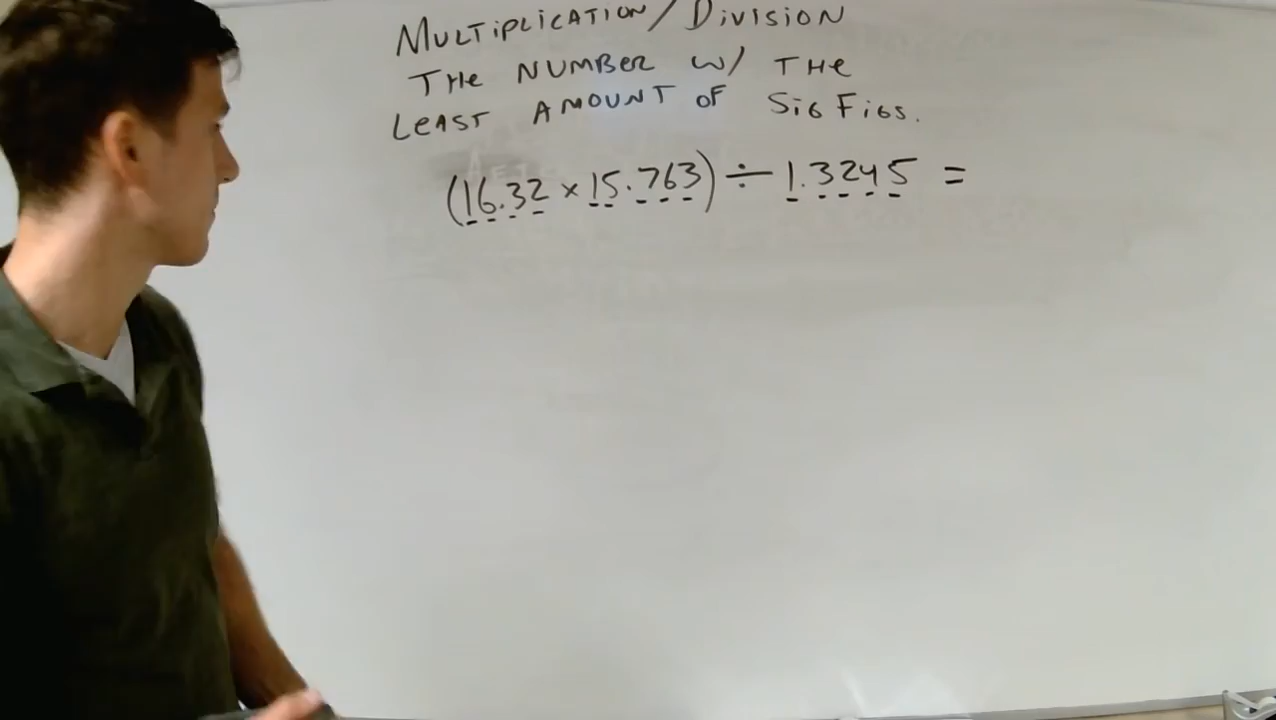 MULTIPLICATION/DIVISION
THE NUMBER W/ THE
LEAST AMOUNT OF SIG FIGS.
(16.32 × 15.763) ÷ 1.3245 =